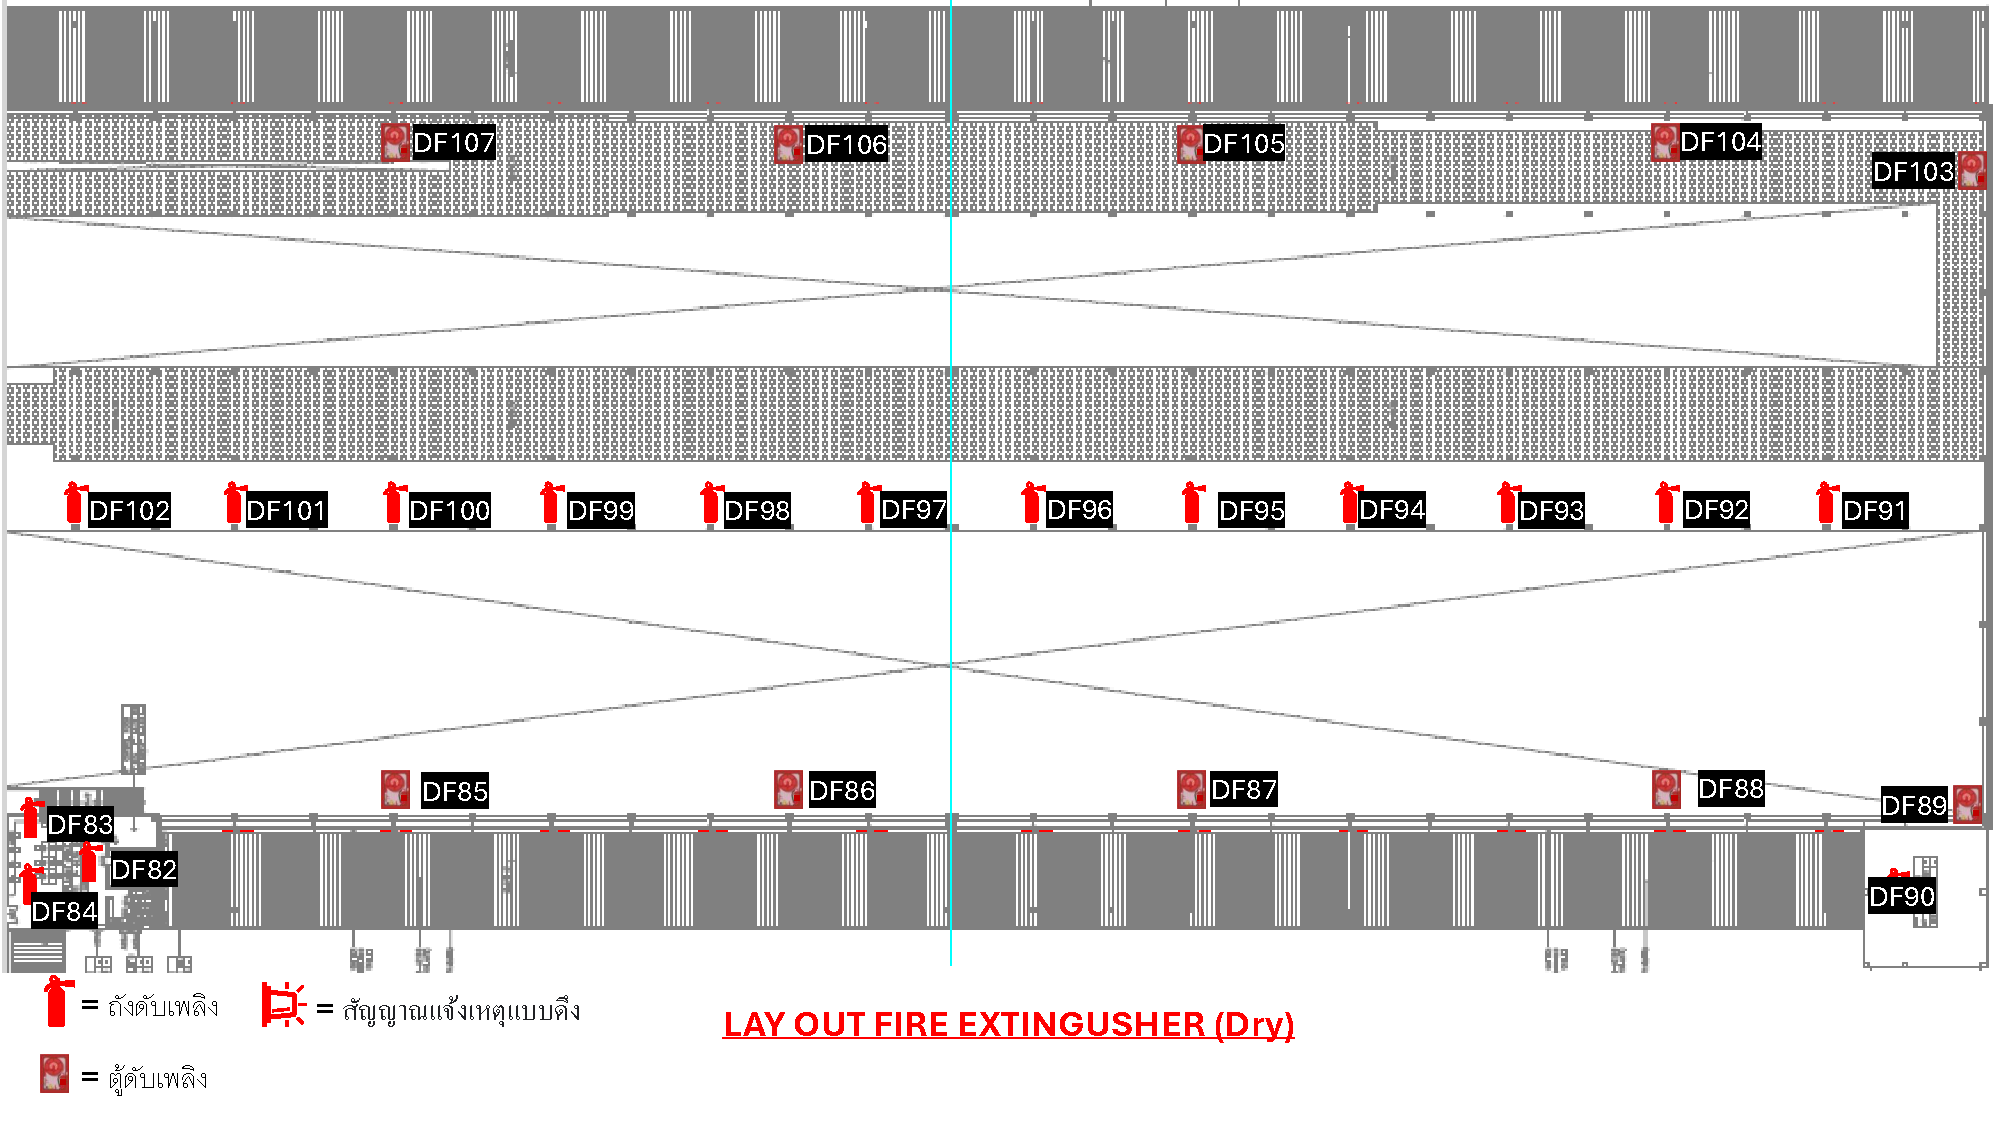 DF107
DF106
DF105
DF104
DF103
DF102
DF101
DF100
DF99
DF98
DF97
DF96
DF95
DF94
DF93
DF92
DF91
DF85
DF86
DF87
DF88
DF89
DF83
DF82
DF84
DF90
= ถังดับเพลิง
= สัญญาณแจ้งเหตุแบบดึง
LAY OUT FIRE EXTINGUSHER (Dry)
= ตู้ดับเพลิง